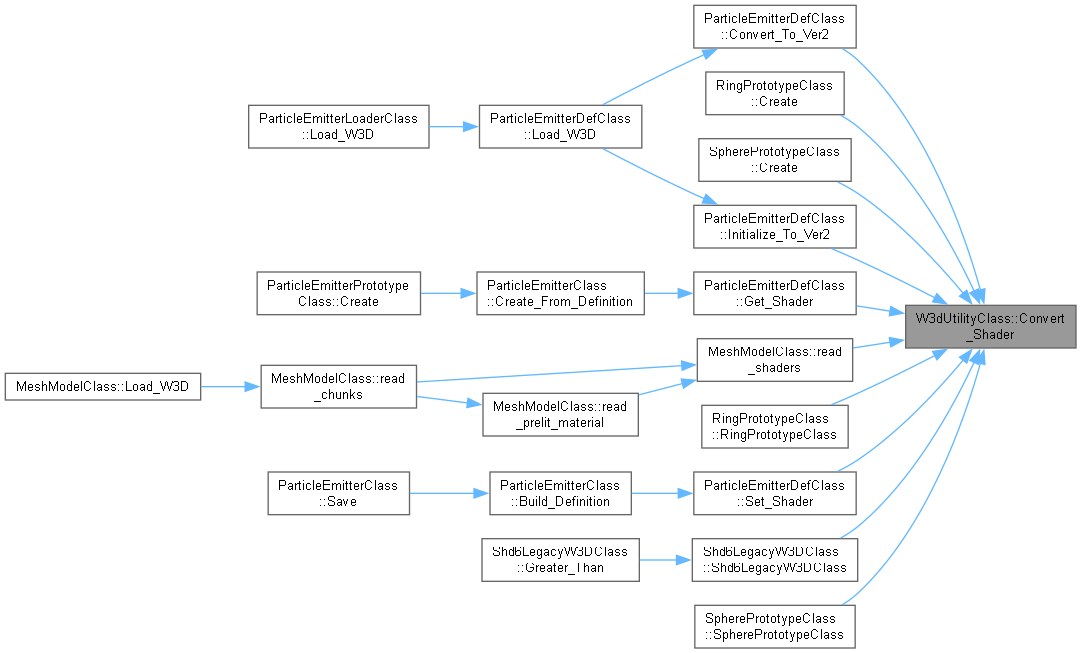 ParticleEmitterDefClass
::Convert_To_Ver2
RingPrototypeClass
::Create
ParticleEmitterLoaderClass
::Load_W3D
ParticleEmitterDefClass
::Load_W3D
SpherePrototypeClass
::Create
ParticleEmitterDefClass
::Initialize_To_Ver2
ParticleEmitterPrototype
Class::Create
ParticleEmitterClass
::Create_From_Definition
ParticleEmitterDefClass
::Get_Shader
W3dUtilityClass::Convert
_Shader
MeshModelClass::read
_shaders
MeshModelClass::Load_W3D
MeshModelClass::read
_chunks
MeshModelClass::read
_prelit_material
RingPrototypeClass
::RingPrototypeClass
ParticleEmitterClass
::Save
ParticleEmitterClass
::Build_Definition
ParticleEmitterDefClass
::Set_Shader
Shd6LegacyW3DClass
::Greater_Than
Shd6LegacyW3DClass
::Shd6LegacyW3DClass
SpherePrototypeClass
::SpherePrototypeClass